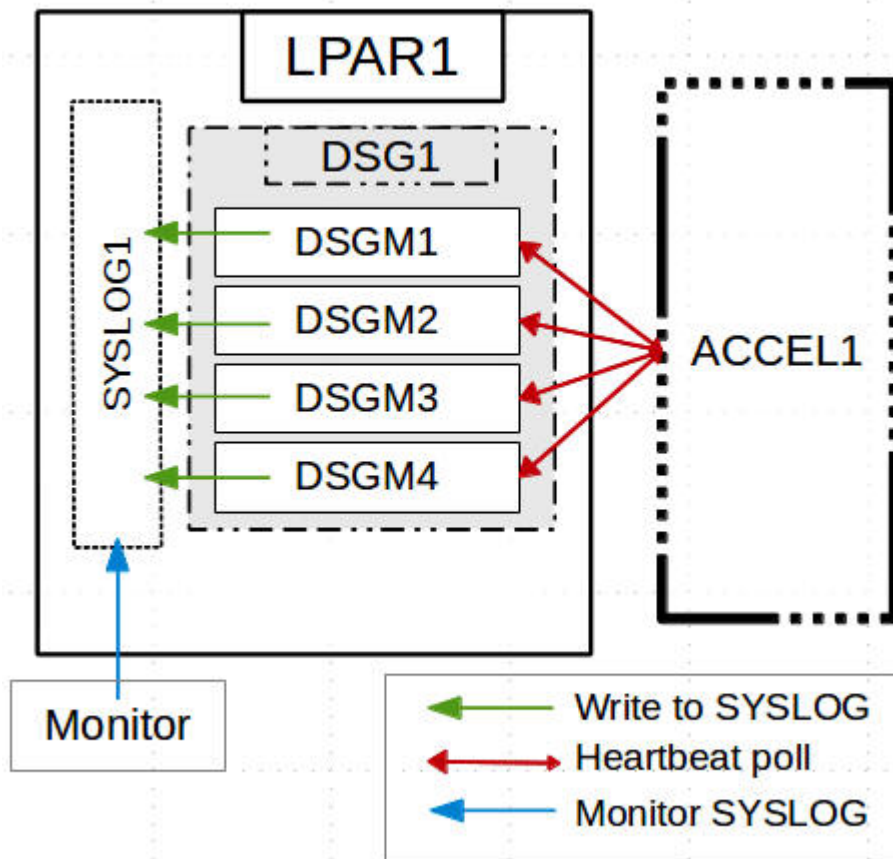 LPAR1
DSG1
SYSLOG1
DSGM1
DSGM2
DSGM3
DSGM4
ACCEL1
Monitor
Write to SYSLOG
Heartbeat poll
Monitor SYSLOG